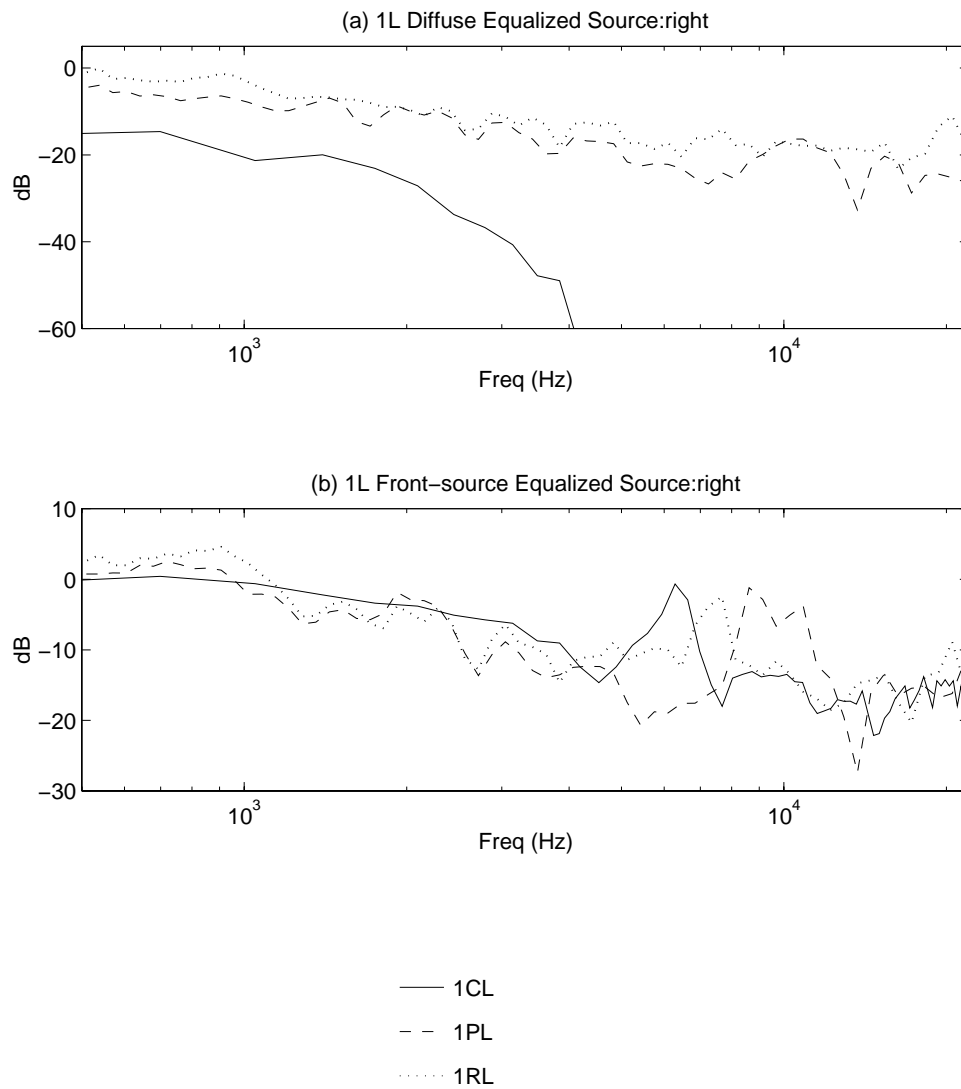 (a) 1L Diffuse Equalized Source:right
0
−20
−40
−60
dB
10^3
10^4
Freq (Hz)
(b) 1L Front−source Equalized Source:right
10
0
−10
−20
−30
dB
10^3
10^4
Freq (Hz)
1CL
1PL
1RL